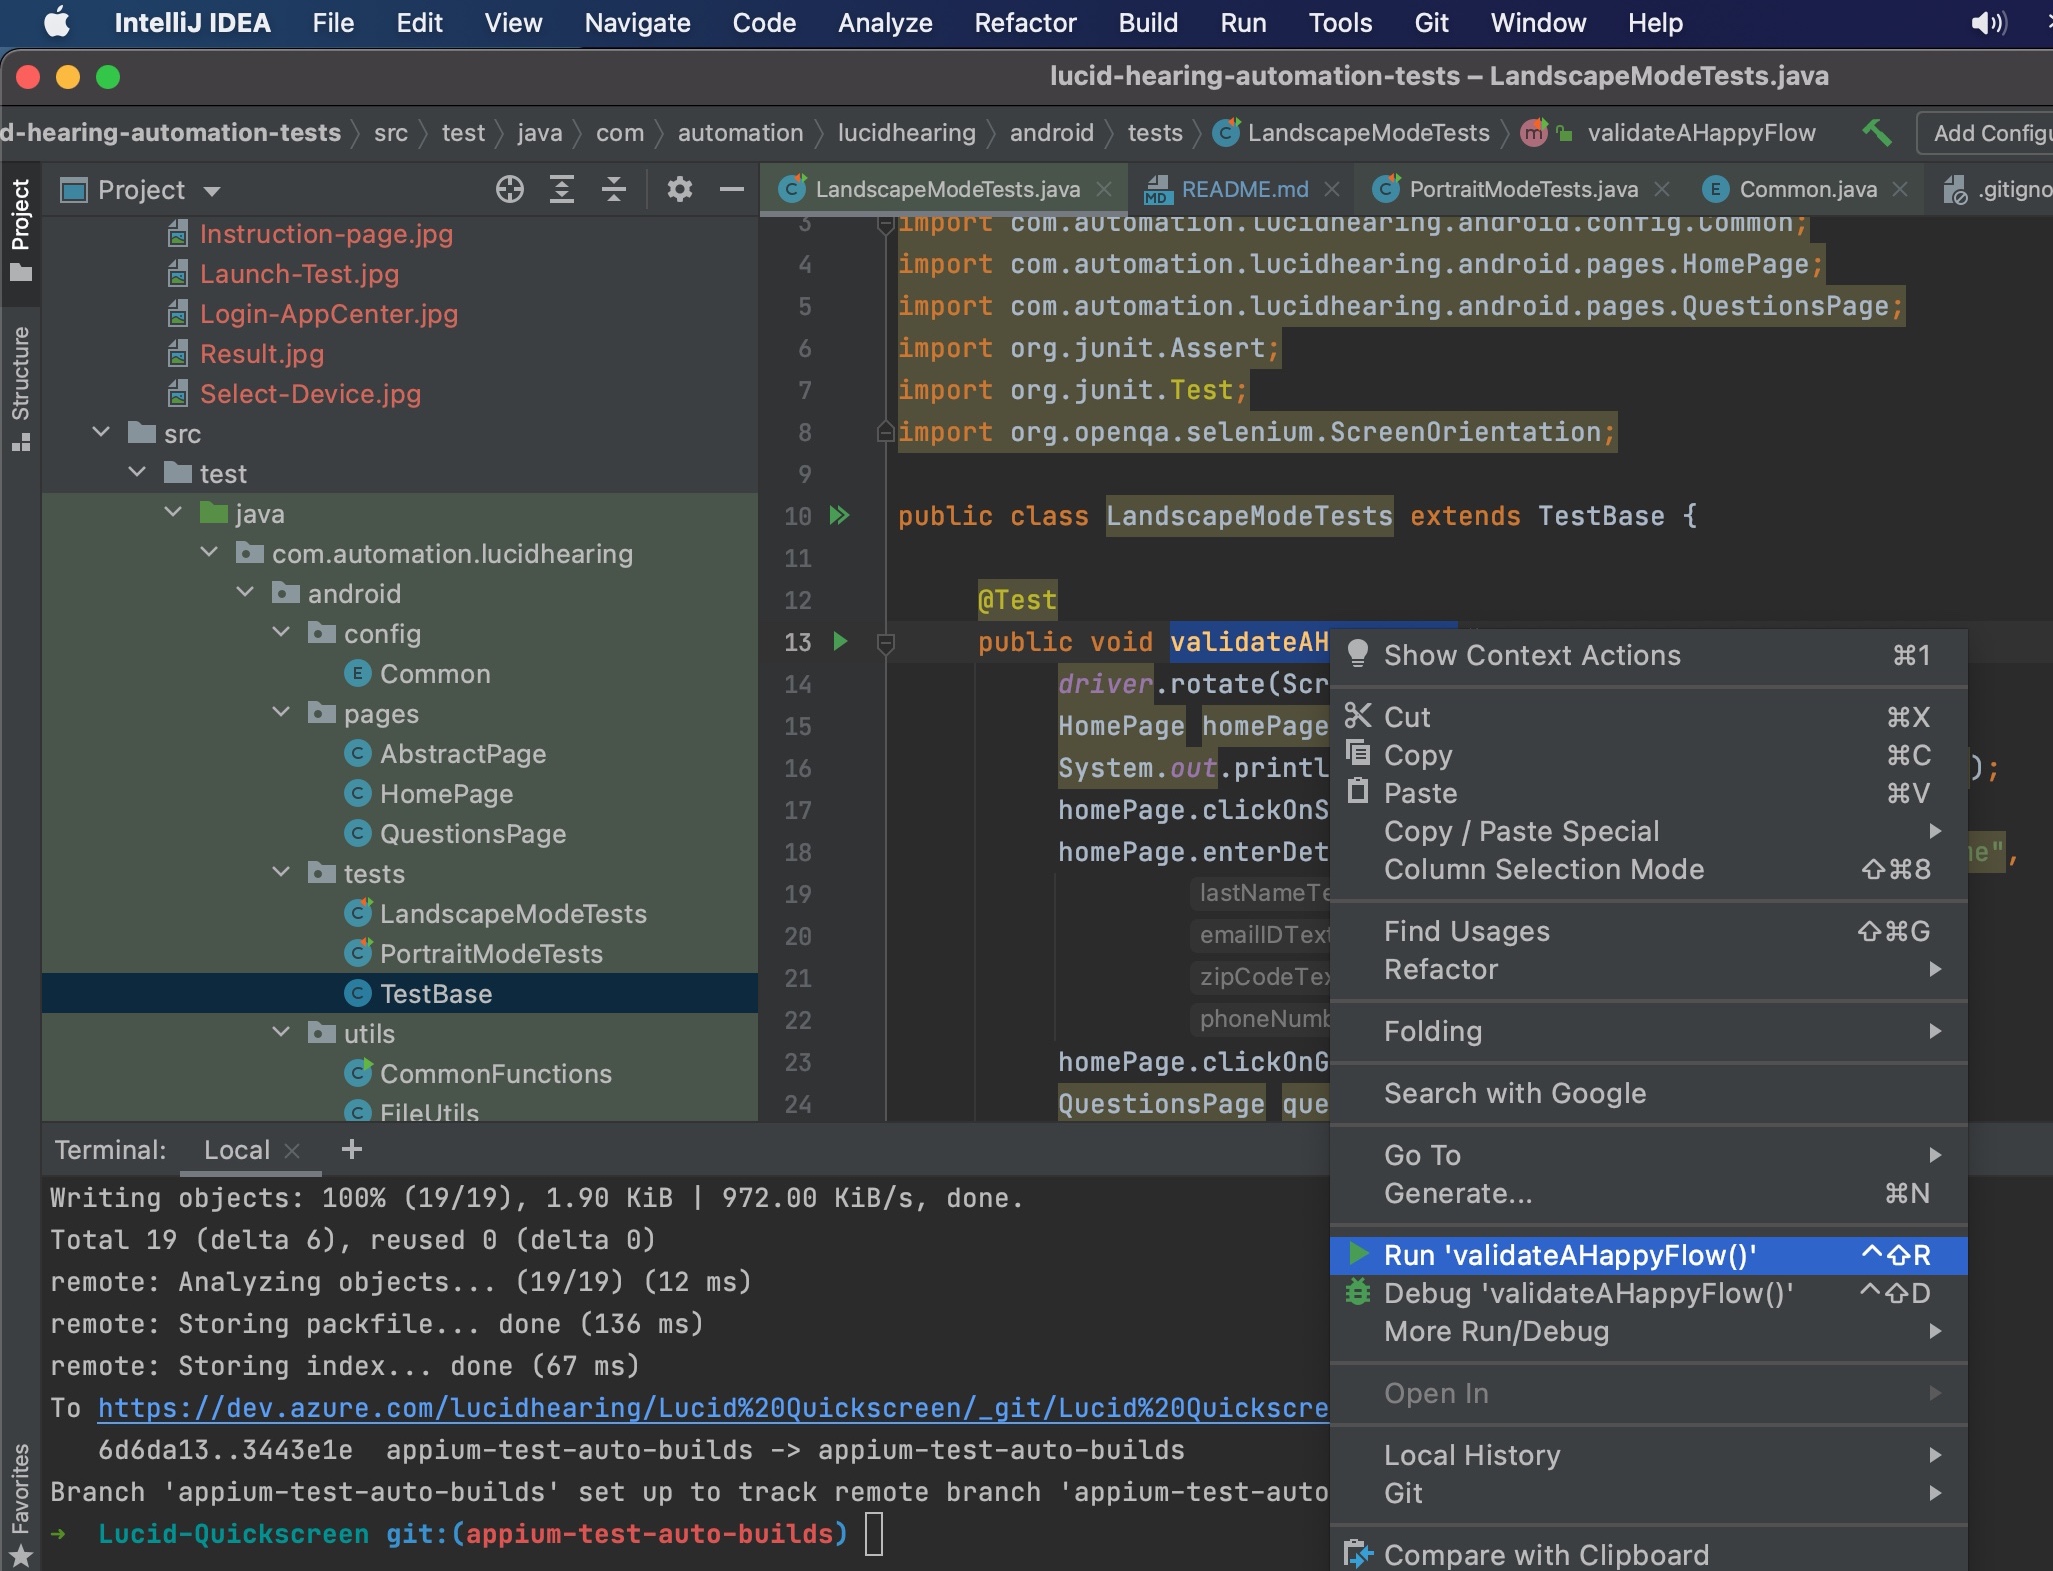 IntelliJ IDEA File Edit View Navigate Code Analyze Refactor Build Run Tools Git Window Help
lucid-hearing-automation-tests – LandscapeModeTests.java
d-hearing-automation-tests src test java com automation lucidhearing android tests LandscapeModeTests validateAHappyFlow Add Configu
Project
LandscapeModeTests.java README.md PortraitModeTests.java Common.java .gitigno
Project
Structure
Favorites
Instruction-page.jpg
Launch-Test.jpg
Login-AppCenter.jpg
Result.jpg
Select-Device.jpg
src
test
java
com.automation.lucidhearing
android
config
Common
pages
AbstractPage
HomePage
QuestionsPage
tests
LandscapeModeTests
PortraitModeTests
TestBase
utils
CommonFunctions
FileUtils
3 import com.automation.lucidhearing.android.config.Common;
4 import com.automation.lucidhearing.android.pages.HomePage;
5 import com.automation.lucidhearing.android.pages.QuestionsPage;
6 import org.junit.Assert;
7 import org.junit.Test;
8 import org.openqa.selenium.ScreenOrientation;
9
10 public class LandscapeModeTests extends TestBase {
11
12 @Test
13 public void validateAH
14 driver.rotate(Scr
15 HomePage homePage
16 System.out.printl );
17 homePage.clickOnS
18 homePage.enterDet e",
19 lastNameTe
20 emailIDText
21 zipCodeTex
22 phoneNumb
23 homePage.clickOnG
24 QuestionsPage que
Show Context Actions ⌘1
Cut ⌘X
Copy ⌘C
Paste ⌘V
Copy / Paste Special
Column Selection Mode ⇧⌘8
Find Usages ⇧⌘G
Refactor
Folding
Search with Google
Go To
Generate... ⌘N
Run 'validateAHappyFlow()' ^⇧R
Debug 'validateAHappyFlow()' ^⇧D
More Run/Debug
Open In
Local History
Git
Compare with Clipboard
Terminal: Local +
Writing objects: 100% (19/19), 1.90 KiB | 972.00 KiB/s, done.
Total 19 (delta 6), reused 0 (delta 0)
remote: Analyzing objects... (19/19) (12 ms)
remote: Storing packfile... done (136 ms)
remote: Storing index... done (67 ms)
To https://dev.azure.com/lucidhearing/Lucid%20Quickscreen/_git/Lucid%20Quickscre
6d6da13..3443e1e appium-test-auto-builds -> appium-test-auto-builds
Branch 'appium-test-auto-builds' set up to track remote branch 'appium-test-auto
→ Lucid-Quickscreen git:(appium-test-auto-builds)